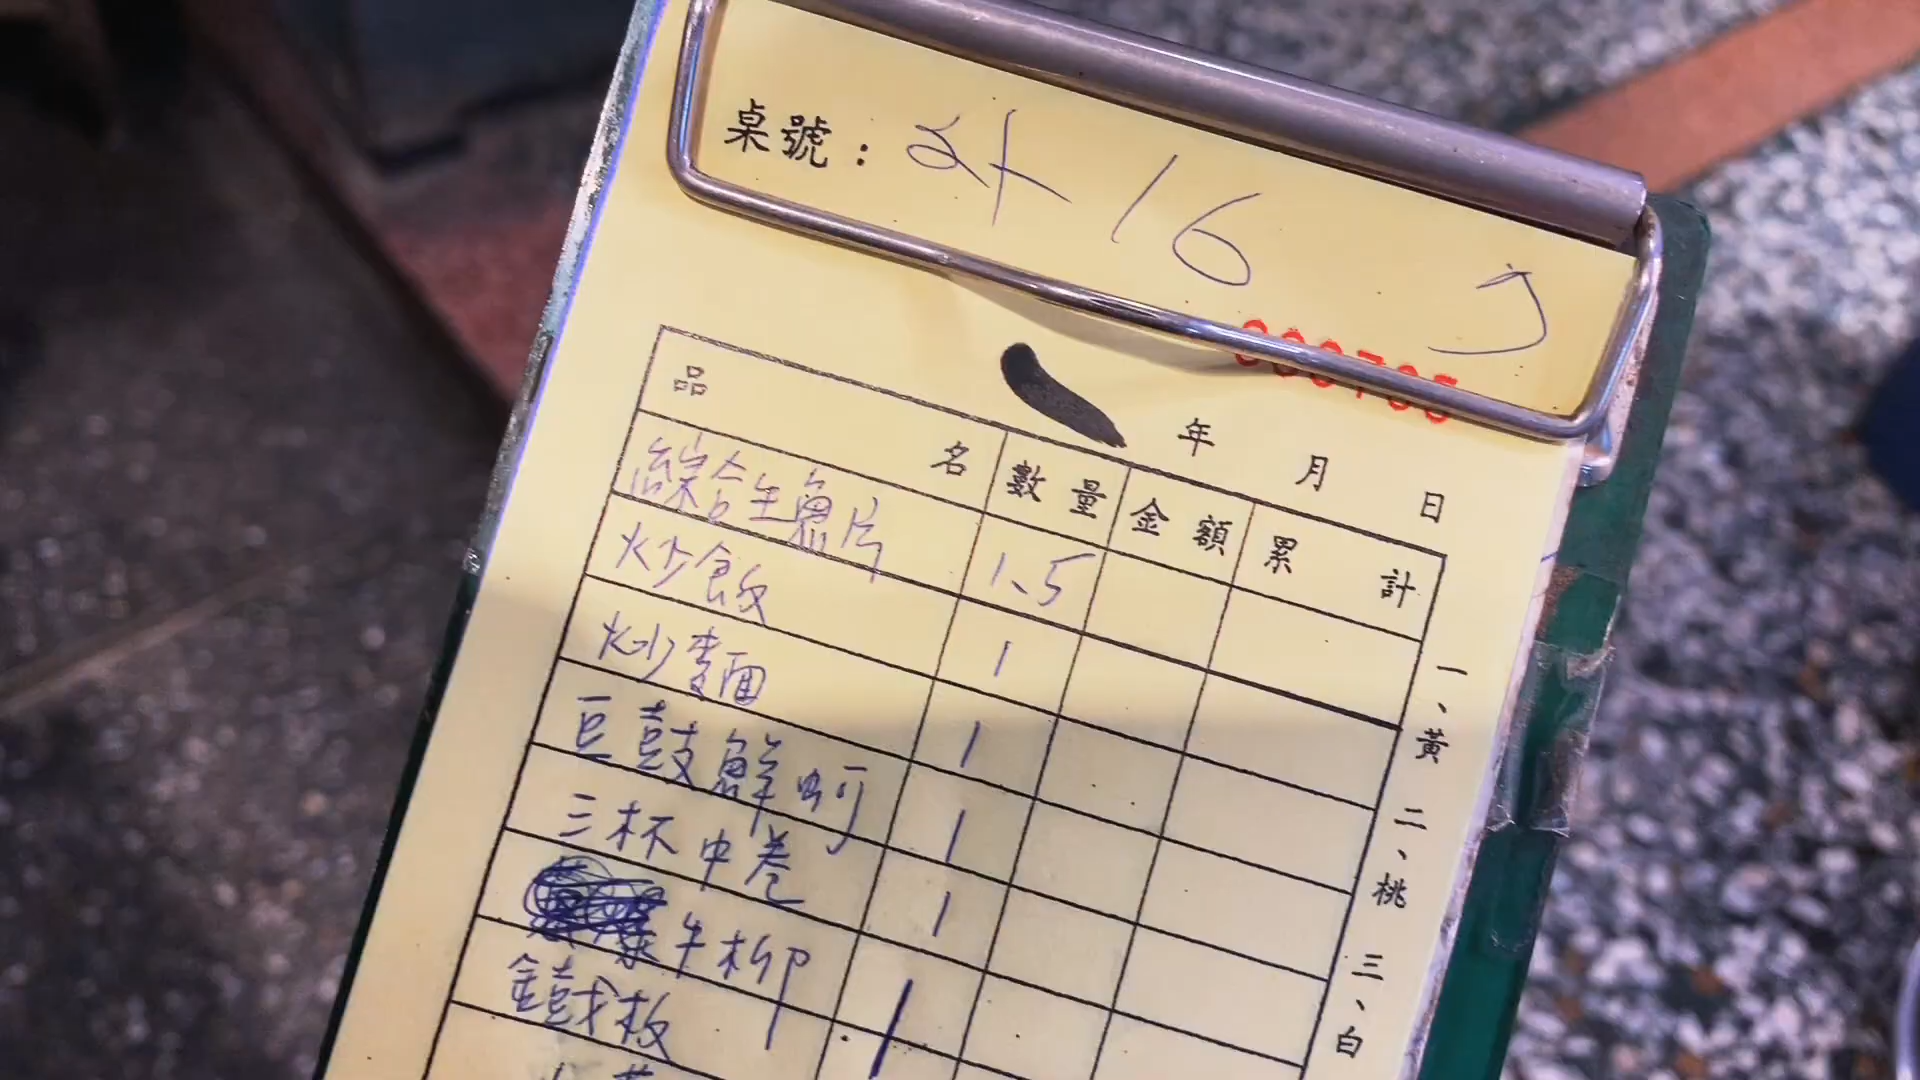 桌號：外16
年 月 日
品名 數量 金額 累計
綜合生魚片 1.5
炒飯 1
炒麵 1
豆鼓鮮蚵 1
三杯中卷 1
牛柳 1
鐵板
一、黃 二、桃 三、白